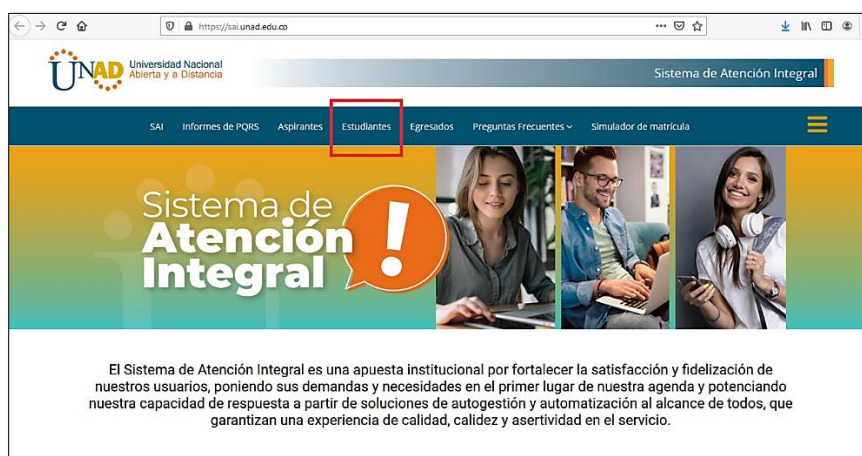 https://sai.unad.edu.co
UNAD Universidad Nacional
Abierta y a Distancia
Sistema de Atención Integral
SAI Informes de PQRS Aspirantes Estudiantes Egresados Preguntas Frecuentes Simulador de matrícula
Sistema de
Atención
Integral
El Sistema de Atención Integral es una apuesta institucional por fortalecer la satisfacción y fidelización de
nuestros usuarios, poniendo sus demandas y necesidades en el primer lugar de nuestra agenda y potenciando
nuestra capacidad de respuesta a partir de soluciones de autogestión y automatización al alcance de todos, que
garantizan una experiencia de calidad, calidez y asertividad en el servicio.